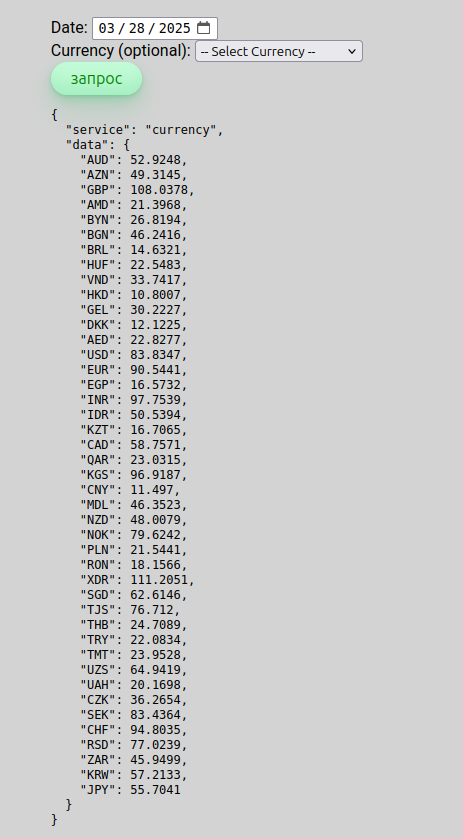 Date: 03/28/2025
Currency (optional): -- Select Currency --
запрос
{
  "service": "currency",
  "data": {
    "AUD": 52.9248,
    "AZN": 49.3145,
    "GBP": 108.0378,
    "AMD": 21.3968,
    "BYN": 26.8194,
    "BGN": 46.2416,
    "BRL": 14.6321,
    "HUF": 22.5483,
    "VND": 33.7417,
    "HKD": 10.8007,
    "GEL": 30.2227,
    "DKK": 12.1225,
    "AED": 22.8277,
    "USD": 83.8347,
    "EUR": 90.5441,
    "EGP": 16.5732,
    "INR": 97.7539,
    "IDR": 50.5394,
    "KZT": 16.7065,
    "CAD": 58.7571,
    "QAR": 23.0315,
    "KGS": 96.9187,
    "CNY": 11.497,
    "MDL": 46.3523,
    "NZD": 48.0079,
    "NOK": 79.6242,
    "PLN": 21.5441,
    "RON": 18.1566,
    "XDR": 111.2051,
    "SGD": 62.6146,
    "TJS": 76.712,
    "THB": 24.7089,
    "TRY": 22.0834,
    "TMT": 23.9528,
    "UZS": 64.9419,
    "UAH": 20.1698,
    "CZK": 36.2654,
    "SEK": 83.4364,
    "CHF": 94.8035,
    "RSD": 77.0239,
    "ZAR": 45.9499,
    "KRW": 57.2133,
    "JPY": 55.7041
  }
}